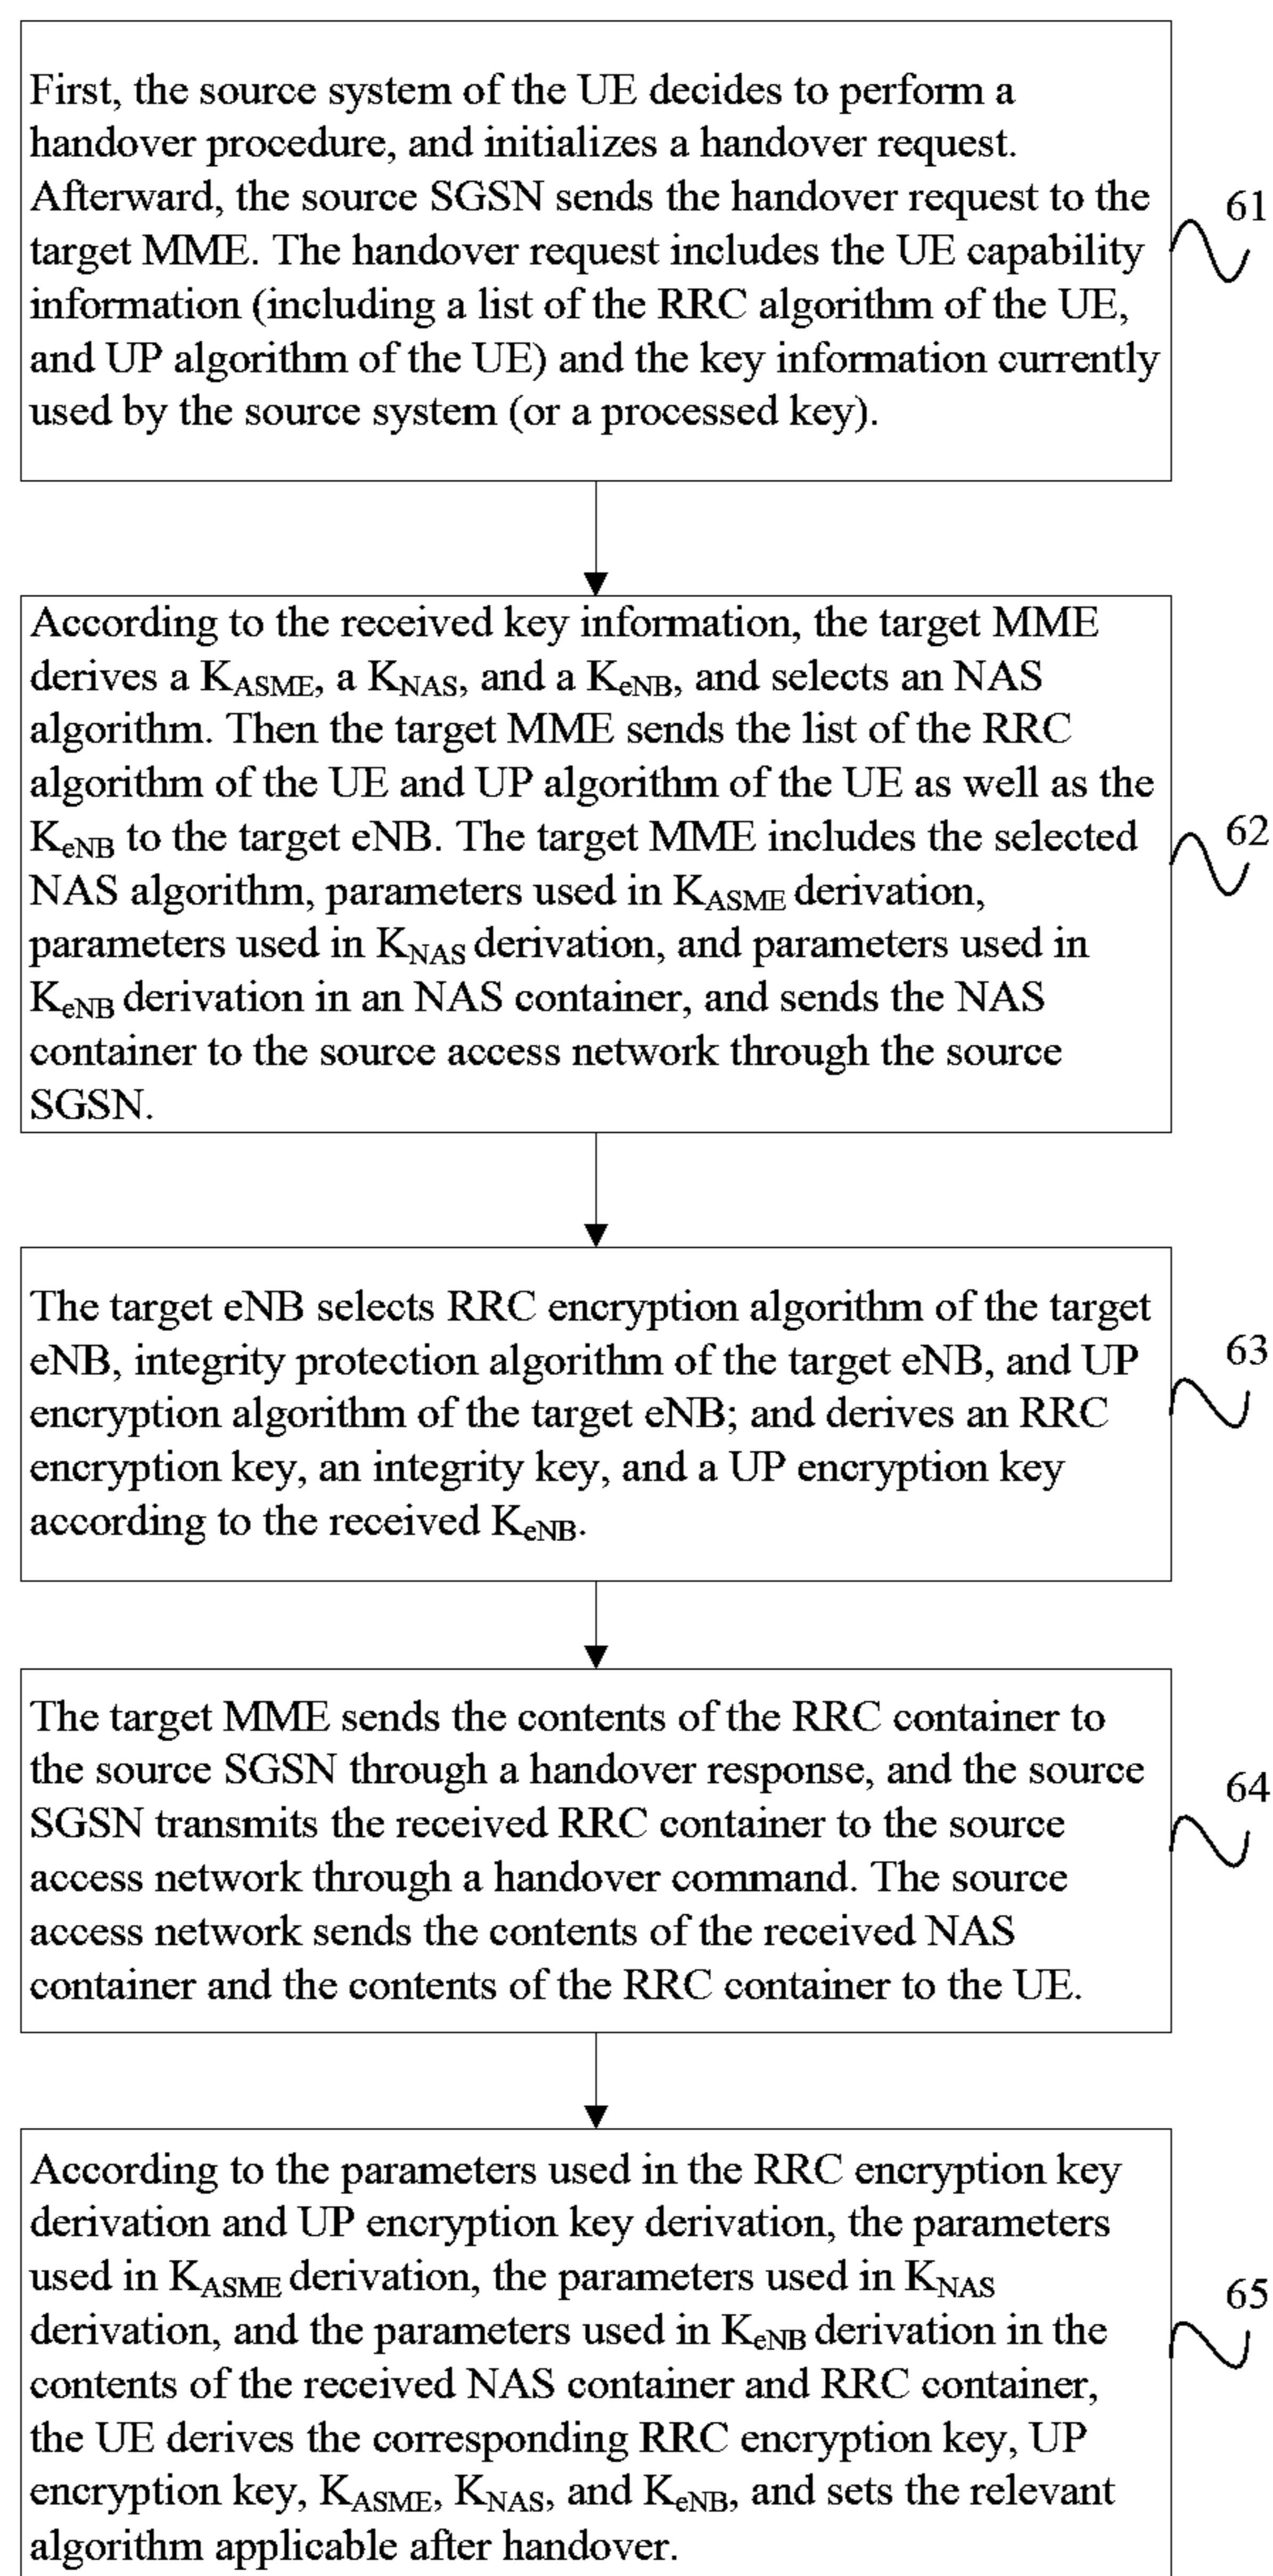 First, the source system of the UE decides to perform a
handover procedure, and initializes a handover request.
Afterward, the source SGSN sends the handover request to the
target MME. The handover request includes the UE capability
information (including a list of the RRC algorithm of the UE,
and UP algorithm of the UE) and the key information currently
used by the source system (or a processed key).
61
According to the received key information, the target MME
derives a KASME, a KNAS, and a KeNB, and selects an NAS
algorithm. Then the target MME sends the list of the RRC
algorithm of the UE and UP algorithm of the UE as well as the
KeNB to the target eNB. The target MME includes the selected
NAS algorithm, parameters used in KASME derivation,
parameters used in KNAS derivation, and parameters used in
KeNB derivation in an NAS container, and sends the NAS
container to the source access network through the source
SGSN.
62
The target eNB selects RRC encryption algorithm of the target
eNB, integrity protection algorithm of the target eNB, and UP
encryption algorithm of the target eNB; and derives an RRC
encryption key, an integrity key, and a UP encryption key
according to the received KeNB.
63
The target MME sends the contents of the RRC container to
the source SGSN through a handover response, and the source
SGSN transmits the received RRC container to the source
access network through a handover command. The source
access network sends the contents of the received NAS
container and the contents of the RRC container to the UE.
64
According to the parameters used in the RRC encryption key
derivation and UP encryption key derivation, the parameters
used in KASME derivation, the parameters used in KNAS
derivation, and the parameters used in KeNB derivation in the
contents of the received NAS container and RRC container,
the UE derives the corresponding RRC encryption key, UP
encryption key, KASME, KNAS, and KeNB, and sets the relevant
algorithm applicable after handover.
65